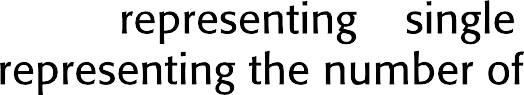 representing single
representing the number of